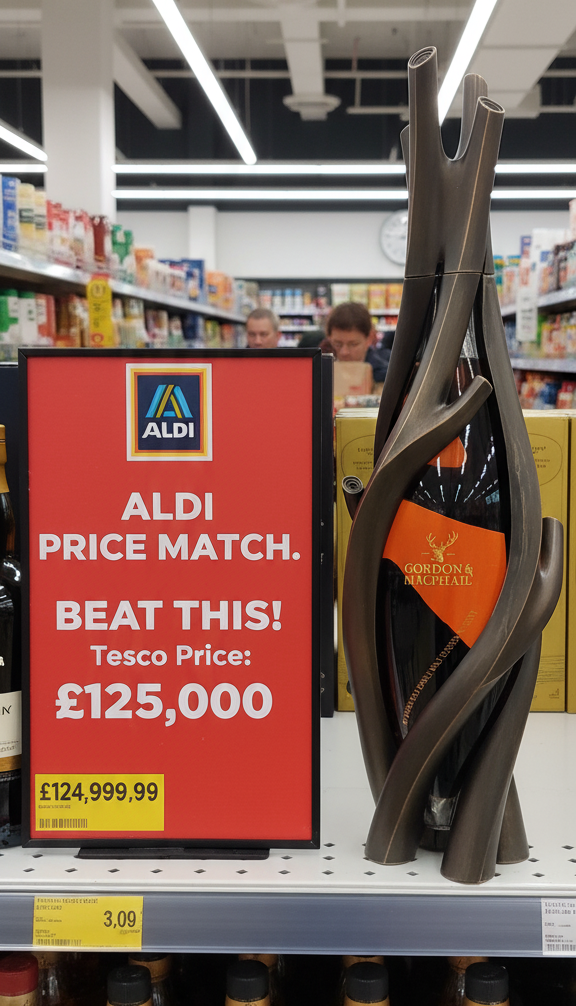 ALDI
ALDI
PRICE MATCH.
BEAT THIS!
Tesco Price:
£125,000
£124,999,99
GORDON &
MACPHAIL
3,09